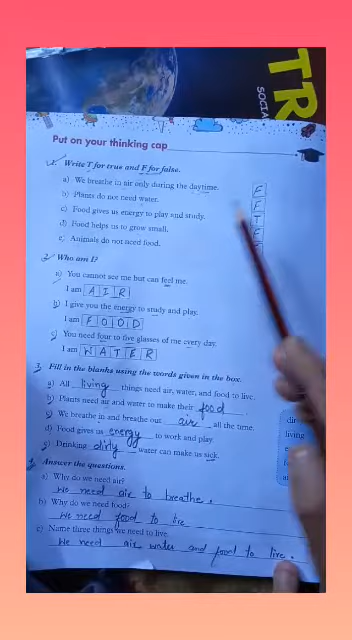 TR
SOCIA
Put on your thinking cap
1. Write T for true and F for false.
a) We breathe in air only during the daytime. F
b) Plants do not need water. F
c) Food gives us energy to play and study. T
d) Food helps us to grow small. F
e) Animals do not need food.
2. Who am I?
a) You cannot see me but can feel me.
I am A I R
b) I give you the energy to study and play.
I am F O O D
c) You need four to five glasses of me every day.
I am W A T E R
3. Fill in the blanks using the words given in the box.
a) All living things need air, water, and food to live.
b) Plants need air and water to make their food
c) We breathe in and breathe out air all the time.
d) Food gives us energy to work and play.
e) Drinking dirty water can make us sick.
living
4. Answer the questions.
a) Why do we need air?
We need air to breathe.
b) Why do we need food?
We need food to live
c) Name three things we need to live.
We need air water and food to live.